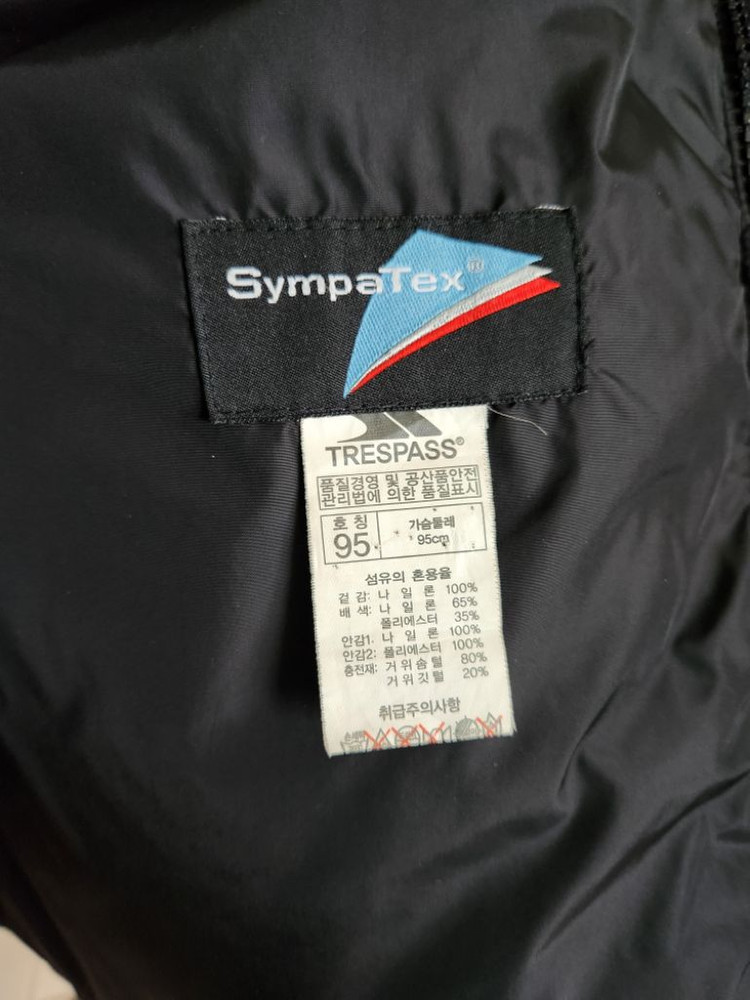 SympaTex®
TRESPASS®
품질경영 및 공산품안전
관리법에 의한 품질표시
호 칭 가슴둘레
95 95cm
섬유의 혼용율
겉 감: 나 일 론 100%
배 색: 나 일 론 65%
폴리에스터 35%
안감1: 나 일 론 100%
안감2: 폴리에스터 100%
충전재: 거 위 솜 털 80%
거 위 깃 털 20%
취급주의사항